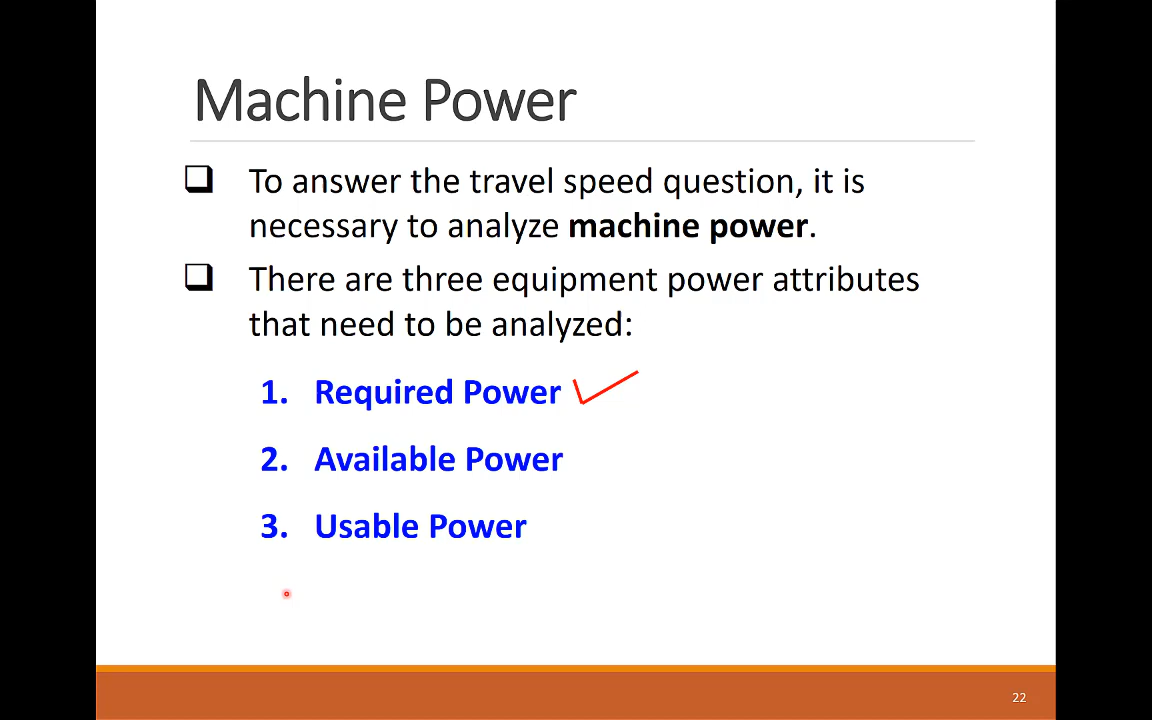 Machine Power
To answer the travel speed question, it is
necessary to analyze machine power.
There are three equipment power attributes
that need to be analyzed:
1. Required Power
2. Available Power
3. Usable Power
22